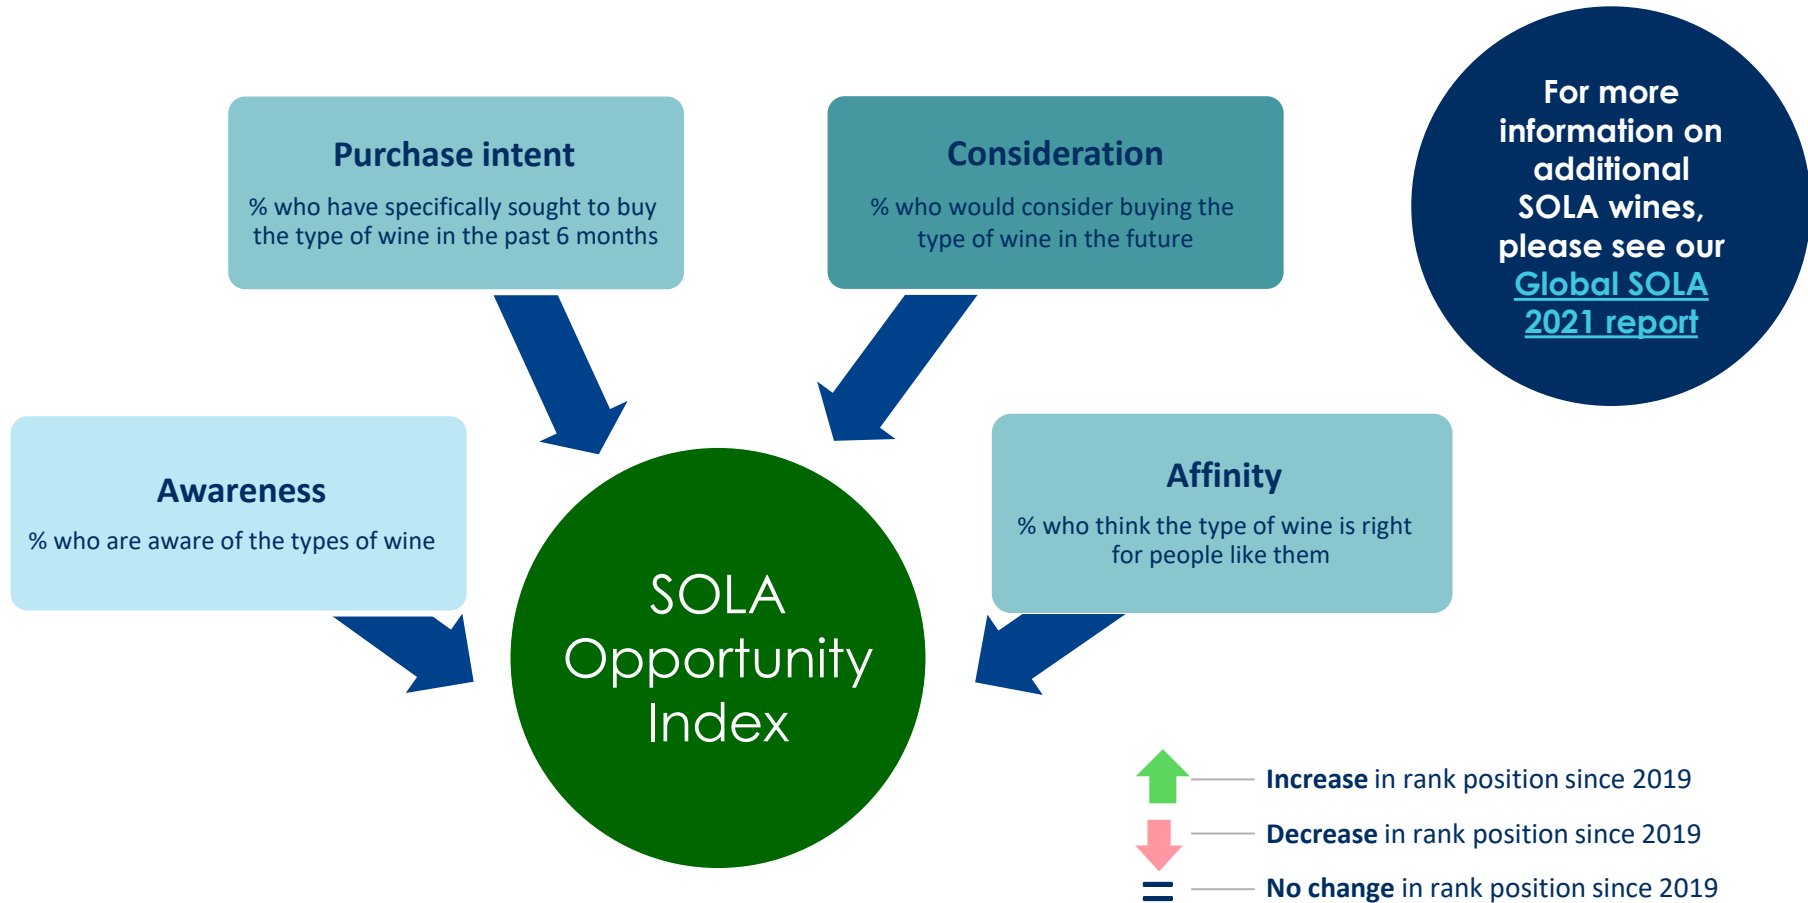 Purchase intent
% who have specifically sought to buy
the type of wine in the past 6 months
Consideration
% who would consider buying the
type of wine in the future
For more
information on
additional
SOLA wines,
please see our
Global SOLA
2021 report
Awareness
% who are aware of the types of wine
Affinity
% who think the type of wine is right
for people like them
SOLA
Opportunity
Index
Increase in rank position since 2019
Decrease in rank position since 2019
= No change in rank position since 2019